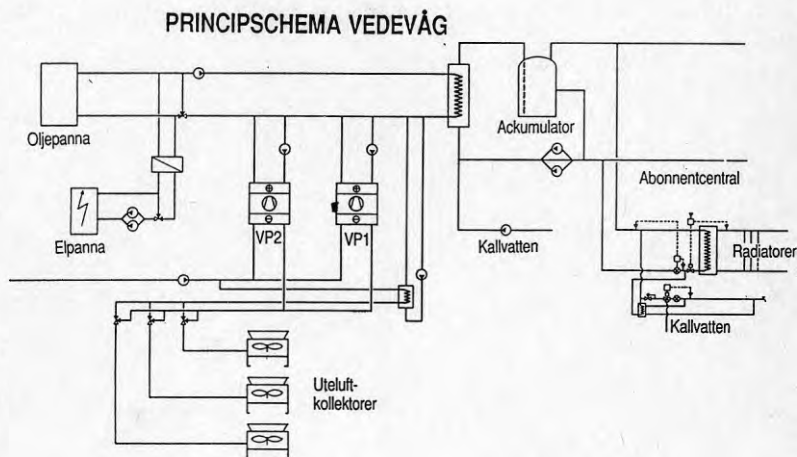 PRINCIPSCHEMA VEDEVÅG
Oljepanna
Ackumulator
Abonnentcentral
Elpanna
VP2
VP1
Kallvatten
Radiatorer
Kallvatten
Uteluft-
kollektorer